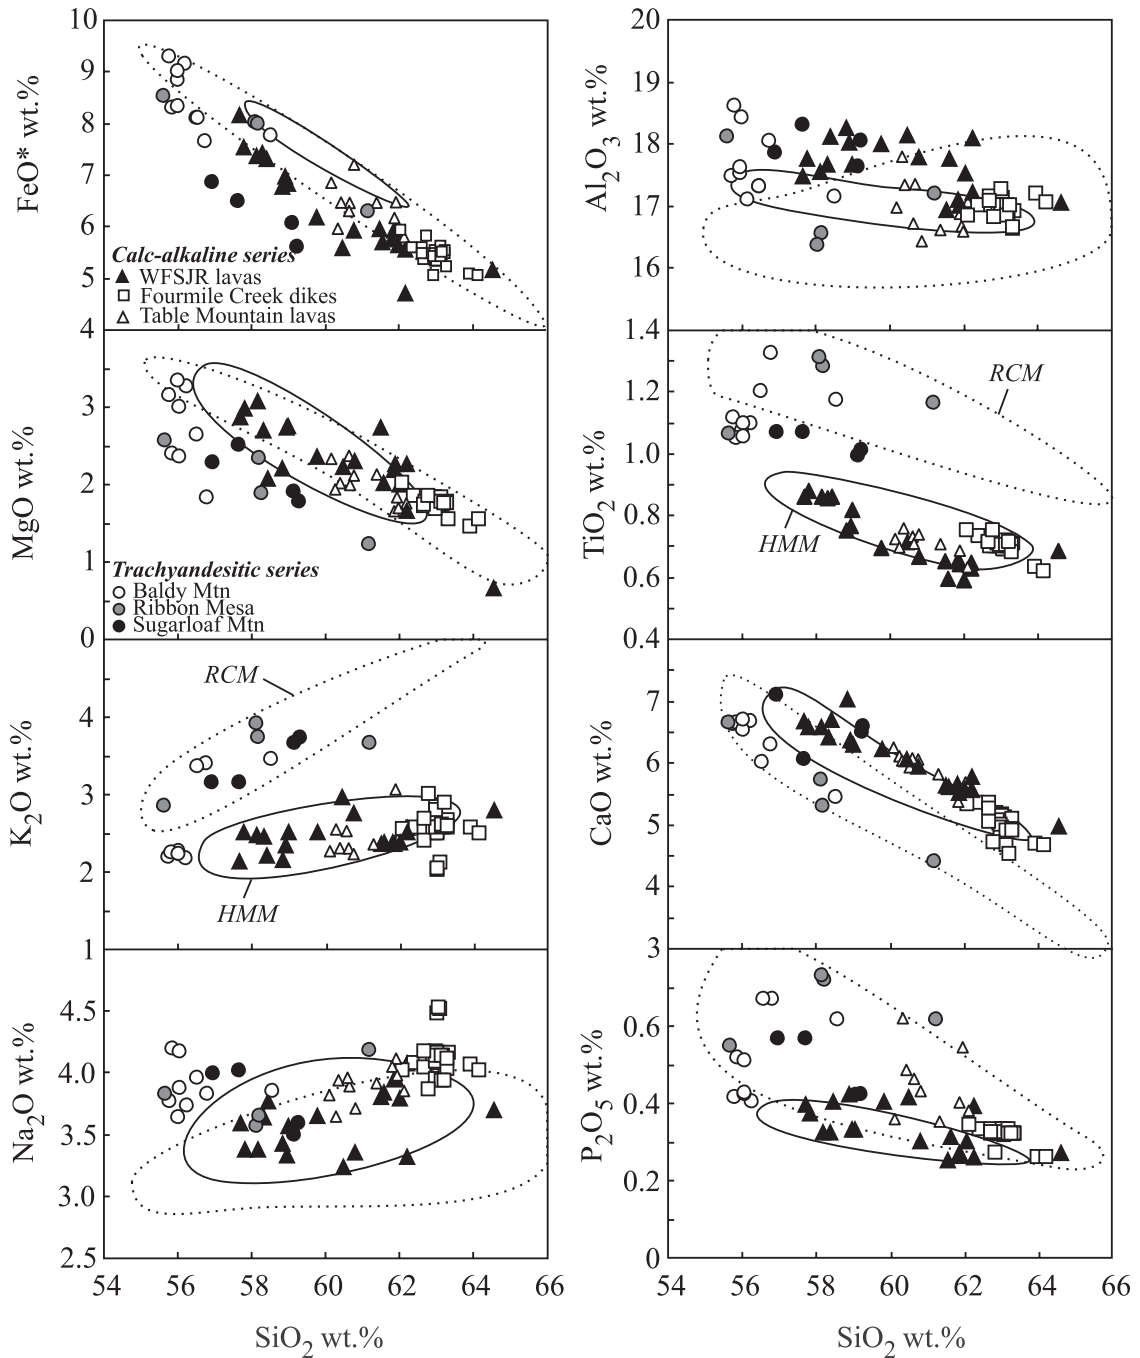 10
9
8
7
6
5
4
FeO* wt.%
Calc-alkaline series
WFSJR lavas
Fourmile Creek dikes
Table Mountain lavas
20
19
18
17
16
1.4
Al2O3 wt.%
3
2
1
0
MgO wt.%
Trachyandesitic series
Baldy Mtn
Ribbon Mesa
Sugarloaf Mtn
1.2
1.0
0.8
0.6
0.4
TiO2 wt.%
RCM
HMM
4
3
2
1
K2O wt.%
RCM
HMM
7
6
5
4
3
CaO wt.%
4.5
4.0
3.5
3.0
2.5
Na2O wt.%
54 56 58 60 62 64 66
SiO2 wt.%
0.6
0.4
0.2
0
P2O5 wt.%
54 56 58 60 62 64 66
SiO2 wt.%